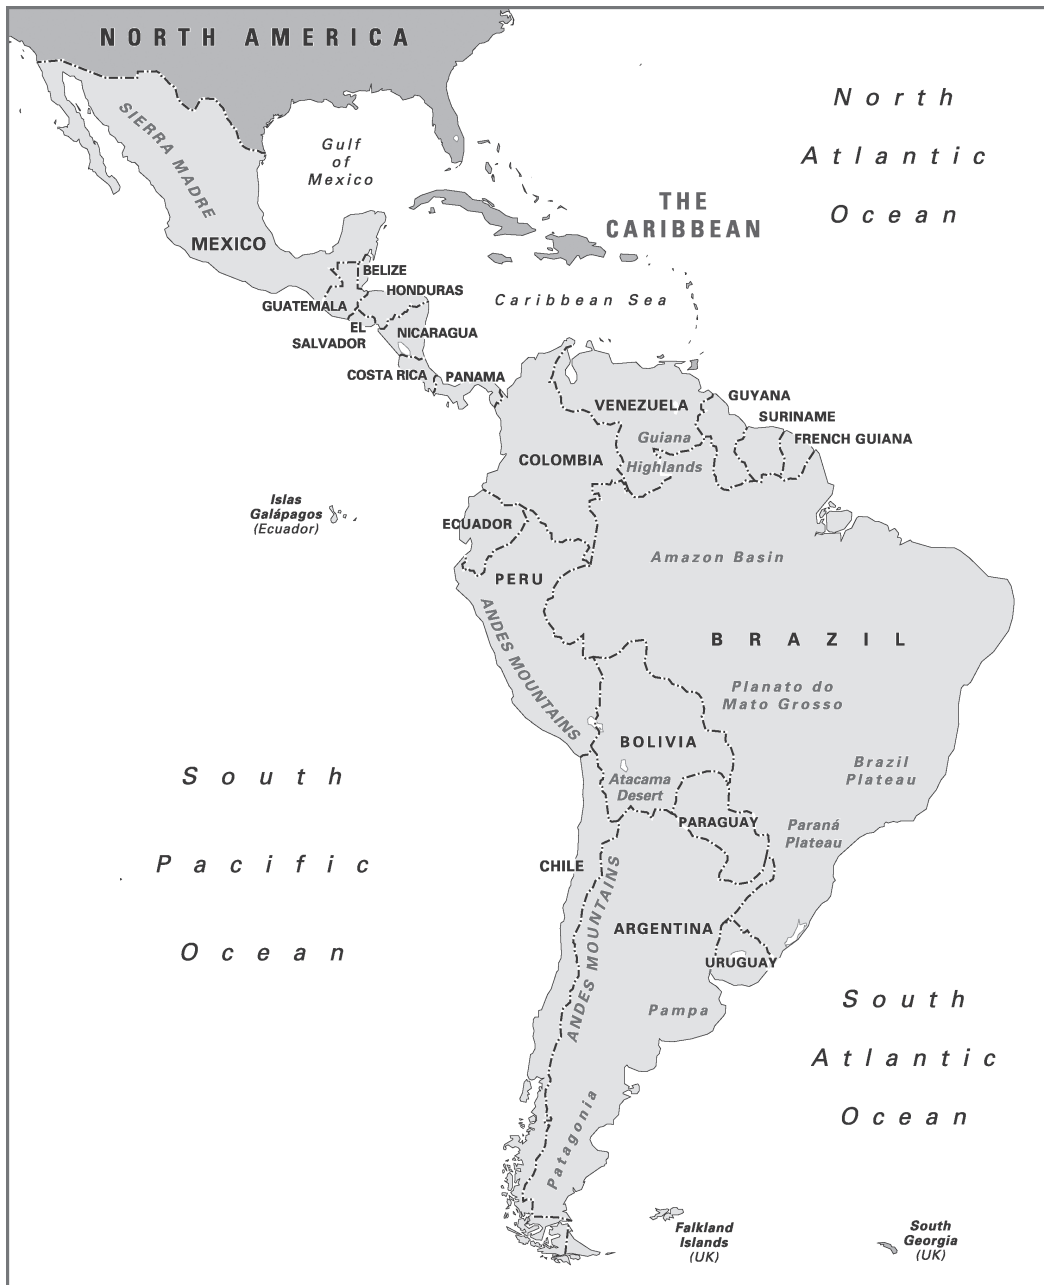 NORTH AMERICA
North
Atlantic
Ocean
SIERRA MADRE
Gulf
of
Mexico
THE
CARIBBEAN
MEXICO
BELIZE
HONDURAS
Caribbean Sea
GUATEMALA
EL
SALVADOR
NICARAGUA
COSTA RICA
PANAMA
VENEZUELA
GUYANA
SURINAME
FRENCH GUIANA
Guiana
Highlands
COLOMBIA
Islas
Galápagos
(Ecuador)
ECUADOR
Amazon Basin
PERU
ANDES MOUNTAINS
BRAZIL
Planato do
Mato Grosso
BOLIVIA
Brazil
Plateau
Atacama
Desert
South
Pacific
Ocean
PARAGUAY
Paraná
Plateau
CHILE
ANDES MOUNTAINS
ARGENTINA
URUGUAY
Pampa
South
Atlantic
Ocean
Patagonia
Falkland
Islands
(UK)
South
Georgia
(UK)